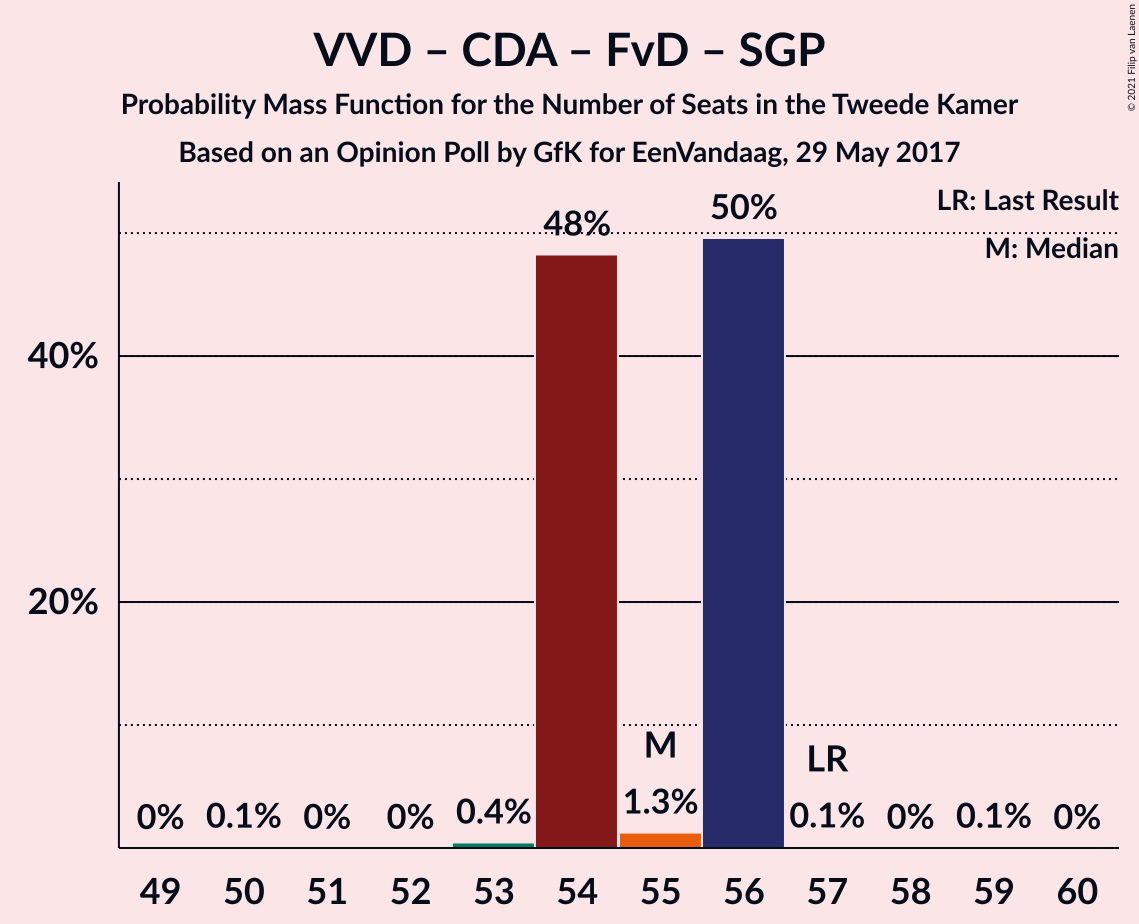 VVD – CDA – FvD – SGP
Probability Mass Function for the Number of Seats in the Tweede Kamer
Based on an Opinion Poll by GfK for EenVandaag, 29 May 2017
© 2021 Filip van Laenen
LR: Last Result
M: Median
48%
50%
40%
20%
M
LR
0%
0.1%
0%
0%
0.4%
1.3%
0.1%
0%
0.1%
0%
49 50 51 52 53 54 55 56 57 58 59 60